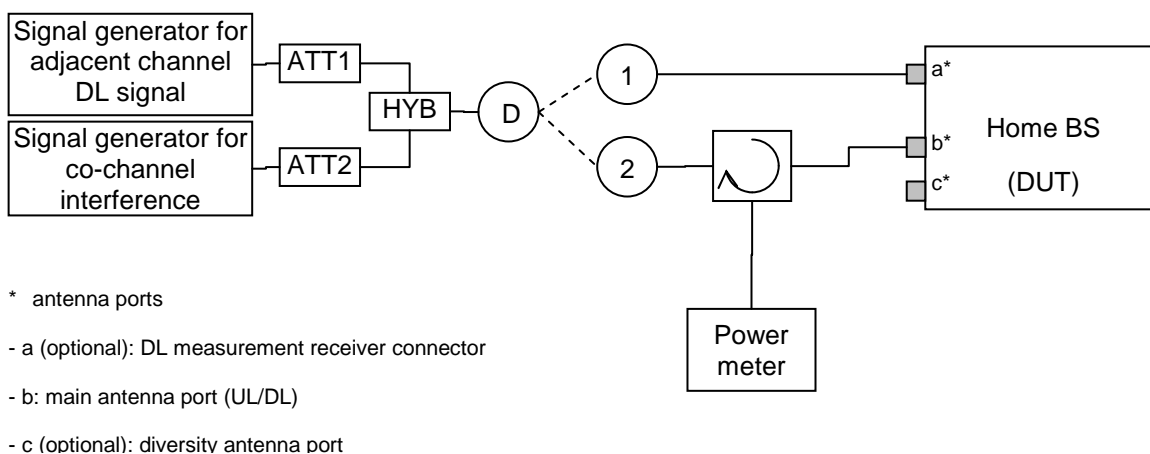 Signal generator for
adjacent channel
DL signal
ATT1
HYB
D
1
2
Signal generator for
co-channel
interference
ATT2
a*
b*
c*
Home BS
(DUT)
Power
meter
* antenna ports
- a (optional): DL measurement receiver connector
- b: main antenna port (UL/DL)
- c (optional): diversity antenna port